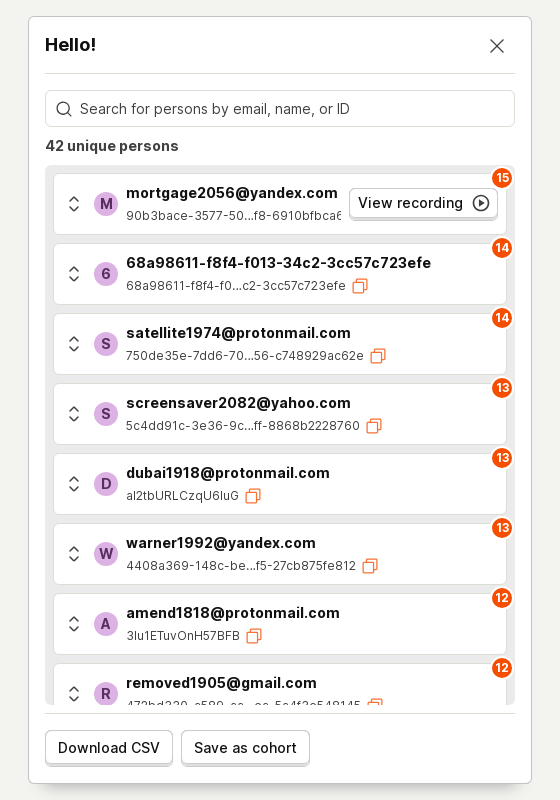 Hello!
Search for persons by email, name, or ID
42 unique persons
15
M
mortgage2056@yandex.com
90b3bace-3577-50...f8-6910bfbca6
View recording
14
6
68a98611-f8f4-f013-34c2-3cc57c723efe
68a98611-f8f4-f0...c2-3cc57c723efe
14
S
satellite1974@protonmail.com
750de35e-7dd6-70...56-c748929ac62e
13
S
screensaver2082@yahoo.com
5c4dd91c-3e36-9c...ff-8868b2228760
13
D
dubai1918@protonmail.com
13
W
warner1992@yandex.com
4408a369-148c-be...f5-27cb875fe812
12
A
amend1818@protonmail.com
12
R
removed1905@gmail.com
Download CSV
Save as cohort